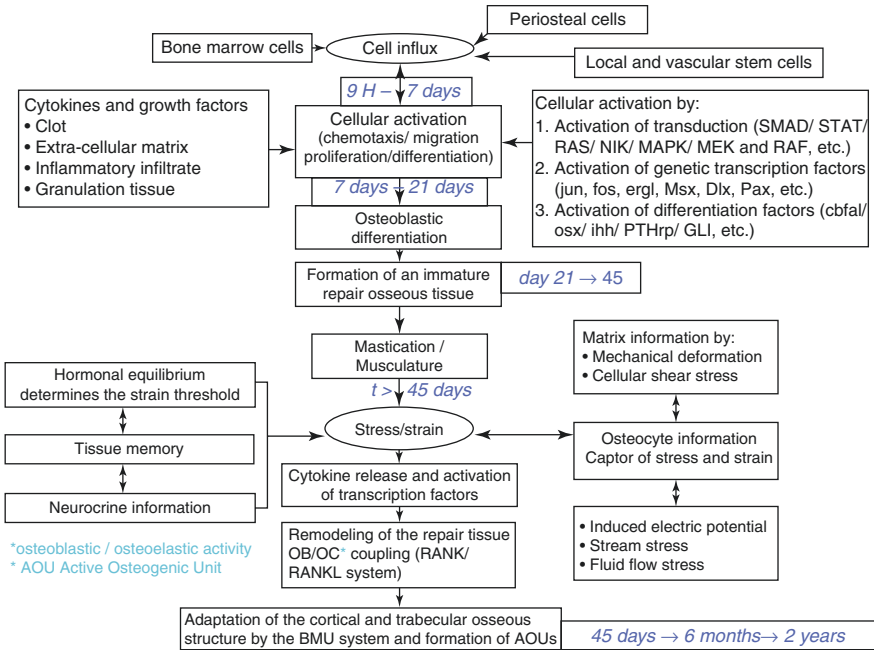 Periosteal cells
Bone marrow cells
Cell influx
Local and vascular stem cells
9 H – 7 days
Cytokines and growth factors
• Clot
• Extra-cellular matrix
• Inflammatory infiltrate
• Granulation tissue
Cellular activation
(chemotaxis/ migration
proliferation/differentiation)
Cellular activation by:
1. Activation of transduction (SMAD/ STAT/
RAS/ NIK/ MAPK/ MEK and RAF, etc.)
2. Activation of genetic transcription factors
(jun, fos, ergl, Msx, Dlx, Pax, etc.)
3. Activation of differentiation factors (cbfal/
osx/ ihh/ PTHrp/ GLI, etc.)
7 days – 21 days
Osteoblastic
differentiation
Formation of an immature
repair osseous tissue
day 21 → 45
Mastication /
Musculature
t > 45 days
Matrix information by:
• Mechanical deformation
• Cellular shear stress
Hormonal equilibrium
determines the strain threshold
Tissue memory
Neurocrine information
Stress/strain
Osteocyte information
Captor of stress and strain
Cytokine release and activation
of transcription factors
• Induced electric potential
• Stream stress
• Fluid flow stress
Remodeling of the repair tissue
OB/OC* coupling (RANK/
RANKL system)
*osteoblastic / osteoelastic activity
* AOU Active Osteogenic Unit
Adaptation of the cortical and trabecular osseous
structure by the BMU system and formation of AOUs
45 days → 6 months → 2 years